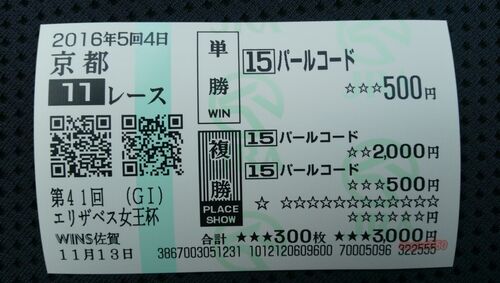 2016年5回4日
京都
11レース
第41回 (GI)
エリザベス女王杯
WINS佐賀
11月13日
単勝
WIN
15 パールコード
☆☆☆500円
複勝
PLACE
SHOW
15 パールコード
☆☆2,000円
15 パールコード
☆☆☆500円
☆ ☆☆☆☆☆☆☆☆☆☆☆☆☆☆☆
☆☆☆☆☆☆円
合計 ★★★300枚 ★★3,000円
3867003051231 1012120609600 70005096 322555